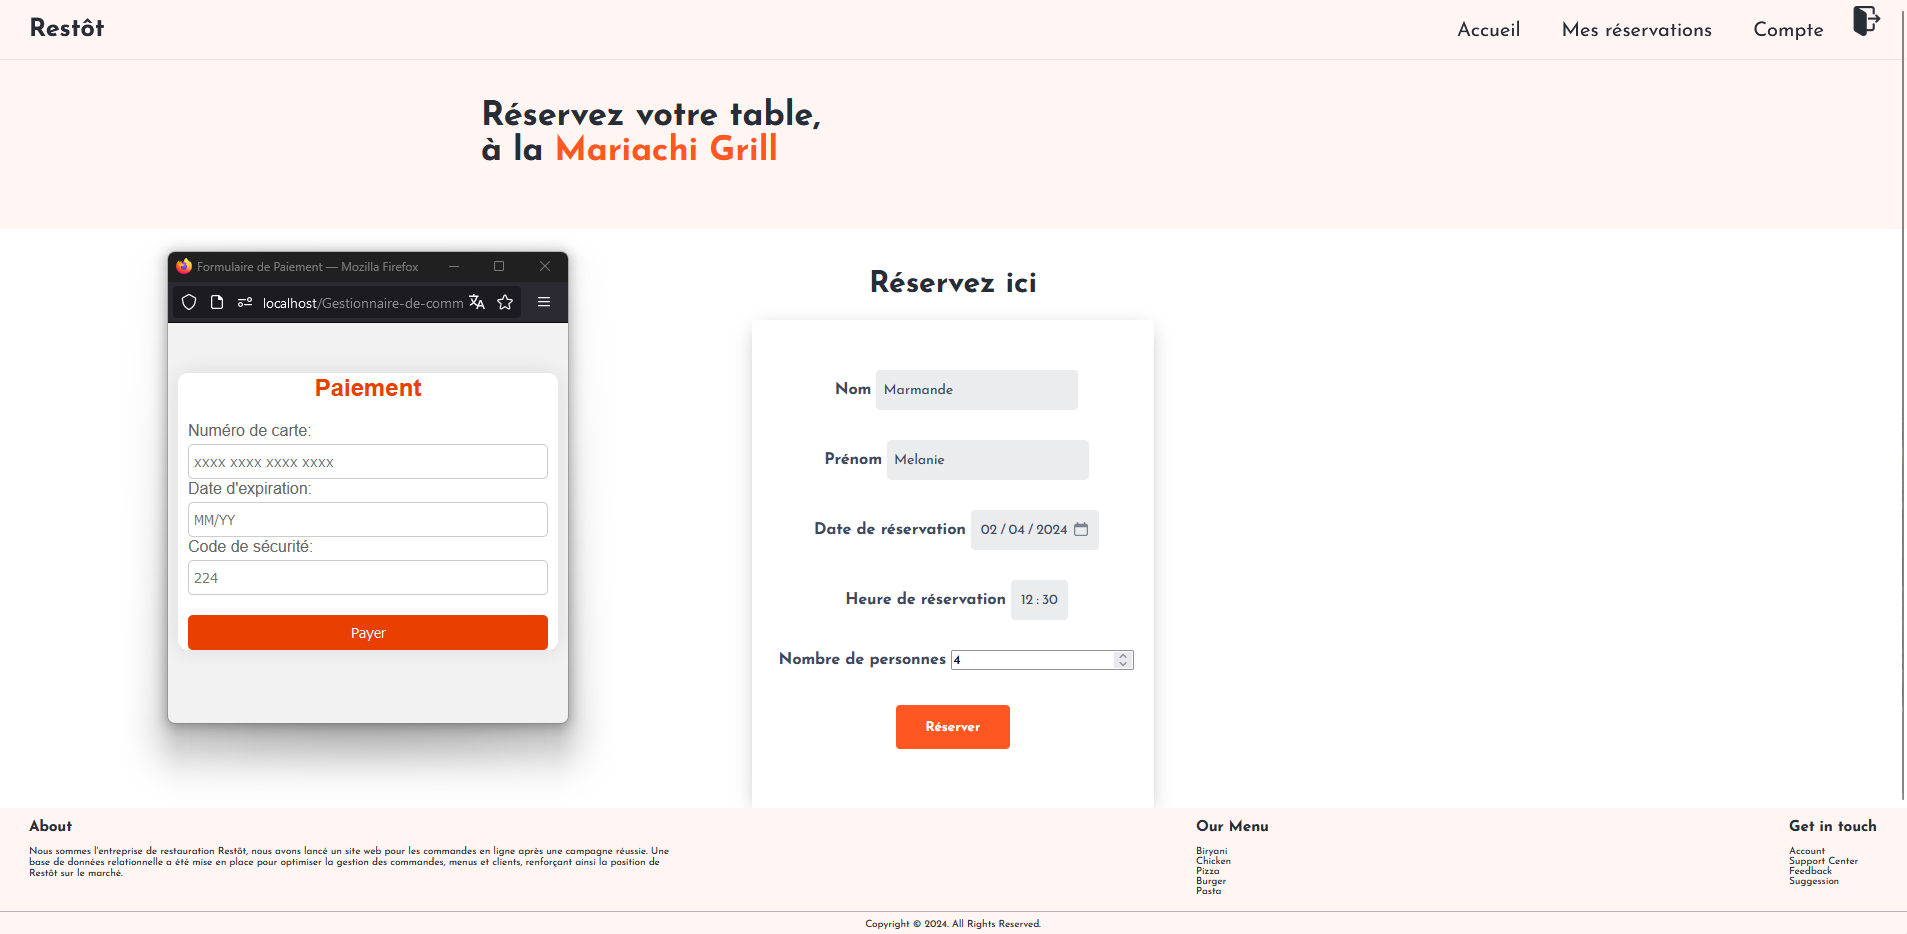 Restôt
Accueil
Mes réservations
Compte
Réservez votre table,
à la Mariachi Grill
Formulaire de Paiement — Mozilla Firefox
localhost/Gestionnaire-de-comm
Paiement
Numéro de carte:
xxxx xxxx xxxx xxxx
Date d'expiration:
MM/YY
Code de sécurité:
224
Payer
Réservez ici
Nom Marmande
Prénom Melanie
Date de réservation 02 / 04 / 2024
Heure de réservation 12 : 30
Nombre de personnes 4
Réserver
About
Nous sommes l'entreprise de restauration Restôt, nous avons lancé un site web pour les commandes en ligne après une campagne réussie. Une
base de données relationnelle a été mise en place pour optimiser la gestion des commandes, menus et clients, renforçant ainsi la position de
Restôt sur le marché.
Our Menu
Biryani
Chicken
Pizza
Burger
Pasta
Get in touch
Account
Support Center
Feedback
Suggession
Copyright © 2024. All Rights Reserved.